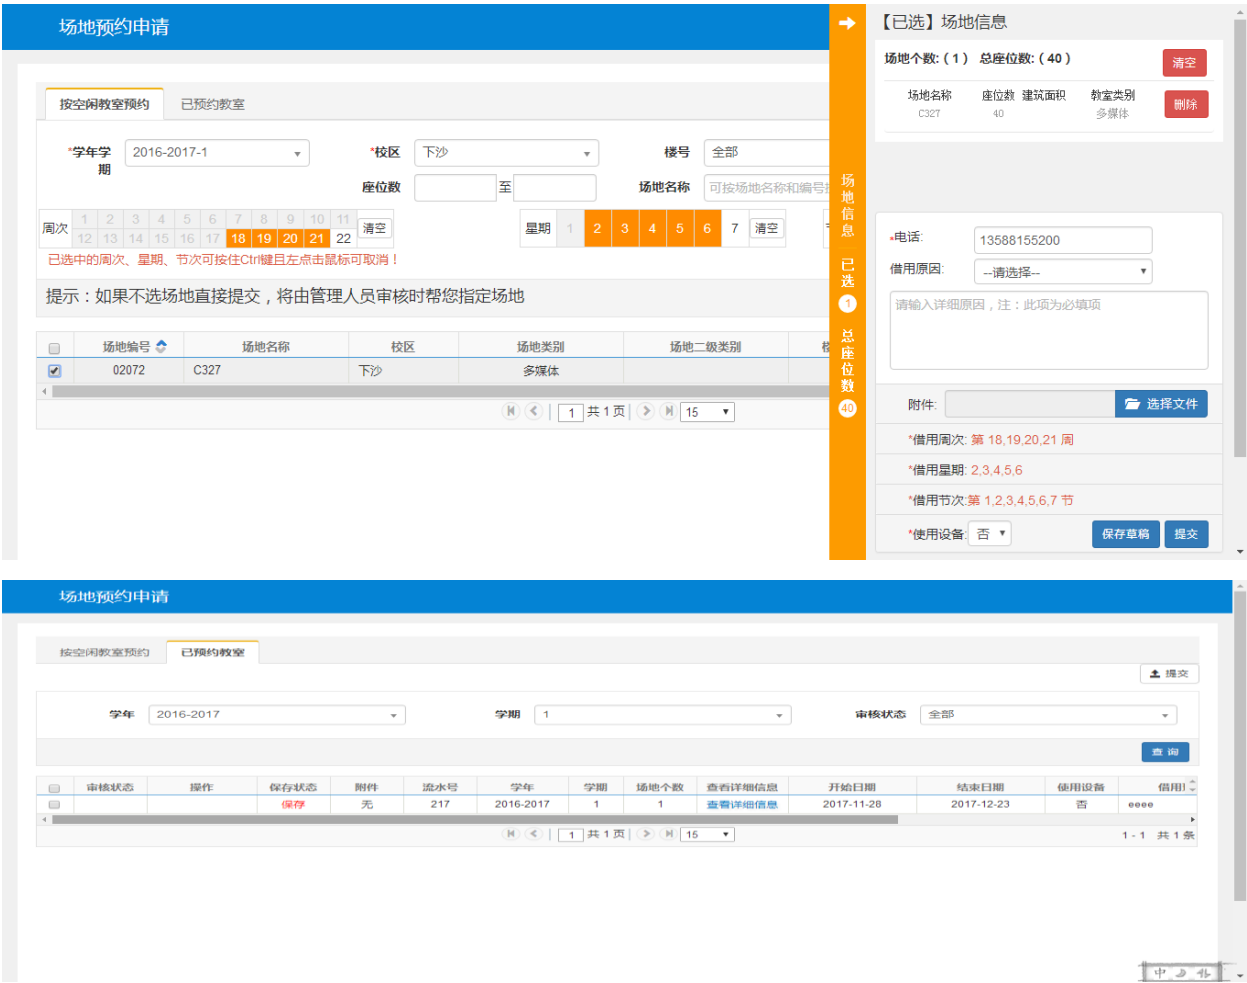 场地预约申请
按空闲教室预约 已预约教室
*学年学期 2016-2017-1 *校区 下沙 楼号 全部
座位数 至 场地名称 可按场地名称和编号
周次 1 2 3 4 5 6 7 8 9 10 11 清空
12 13 14 15 16 17 18 19 20 21 22
星期 1 2 3 4 5 6 7 清空
已选中的周次、星期、节次可按住Ctrl键且左点击鼠标可取消！
提示：如果不选场地直接提交，将由管理人员审核时帮您指定场地
场地编号 场地名称 校区 场地类别 场地二级类别
02072 C327 下沙 多媒体
1 共 1 页 15
场地信息 已选 1 总座位数 40
【已选】场地信息
场地个数:( 1 ) 总座位数:( 40 ) 清空
场地名称 座位数 建筑面积 教室类别 删除
C327 40 多媒体
*电话: 13588155200
借用原因: --请选择--
请输入详细原因，注：此项为必填项
附件: 选择文件
*借用周次: 第 18,19,20,21 周
*借用星期: 2,3,4,5,6
*借用节次:第 1,2,3,4,5,6,7 节
*使用设备: 否 保存草稿 提交
场地预约申请
按空闲教室预约 已预约教室
提交
学年 2016-2017 学期 1 审核状态 全部
查 询
审核状态 操作 保存状态 附件 流水号 学年 学期 场地个数 查看详细信息 开始日期 结束日期 使用设备 借用
保存 无 217 2016-2017 1 1 查看详细信息 2017-11-28 2017-12-23 否 eeee
1 共 1 页 15 1 - 1 共 1 条
中